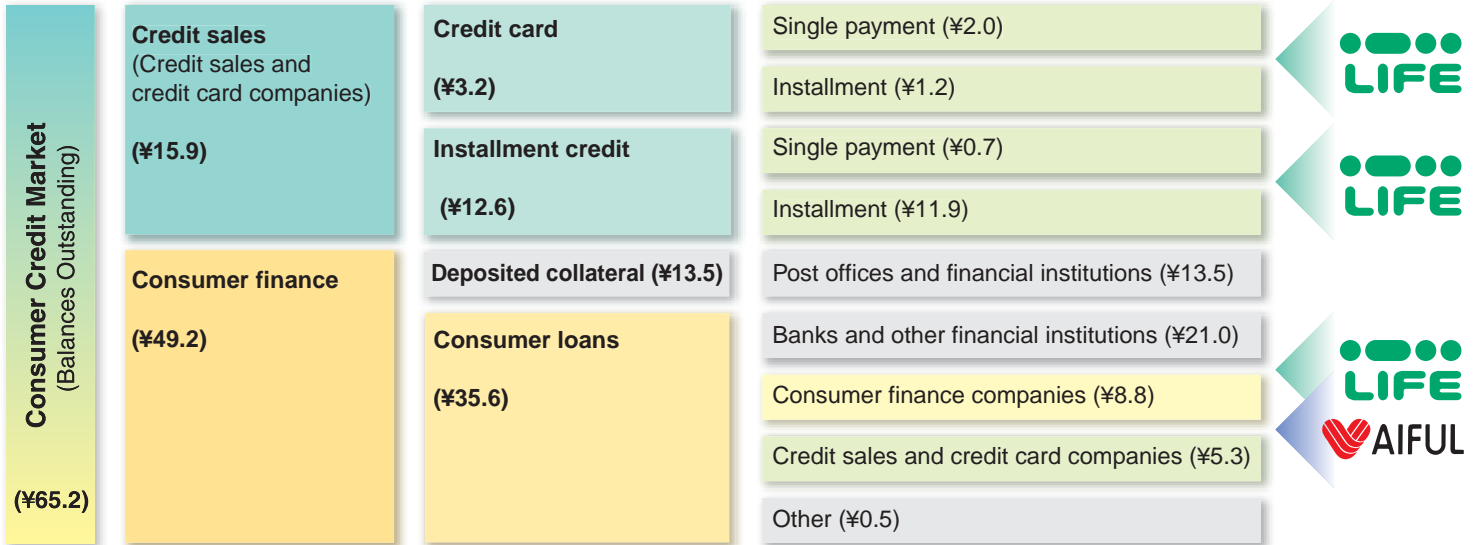 Consumer Credit Market
(Balances Outstanding)
(¥65.2)
Credit sales
(Credit sales and
credit card companies)
(¥15.9)
Consumer finance
(¥49.2)
Credit card
(¥3.2)
Installment credit
(¥12.6)
Deposited collateral (¥13.5)
Consumer loans
(¥35.6)
Single payment (¥2.0)
Installment (¥1.2)
Single payment (¥0.7)
Installment (¥11.9)
Post offices and financial institutions (¥13.5)
Banks and other financial institutions (¥21.0)
Consumer finance companies (¥8.8)
Credit sales and credit card companies (¥5.3)
Other (¥0.5)
LIFE
LIFE
LIFE
AIFUL